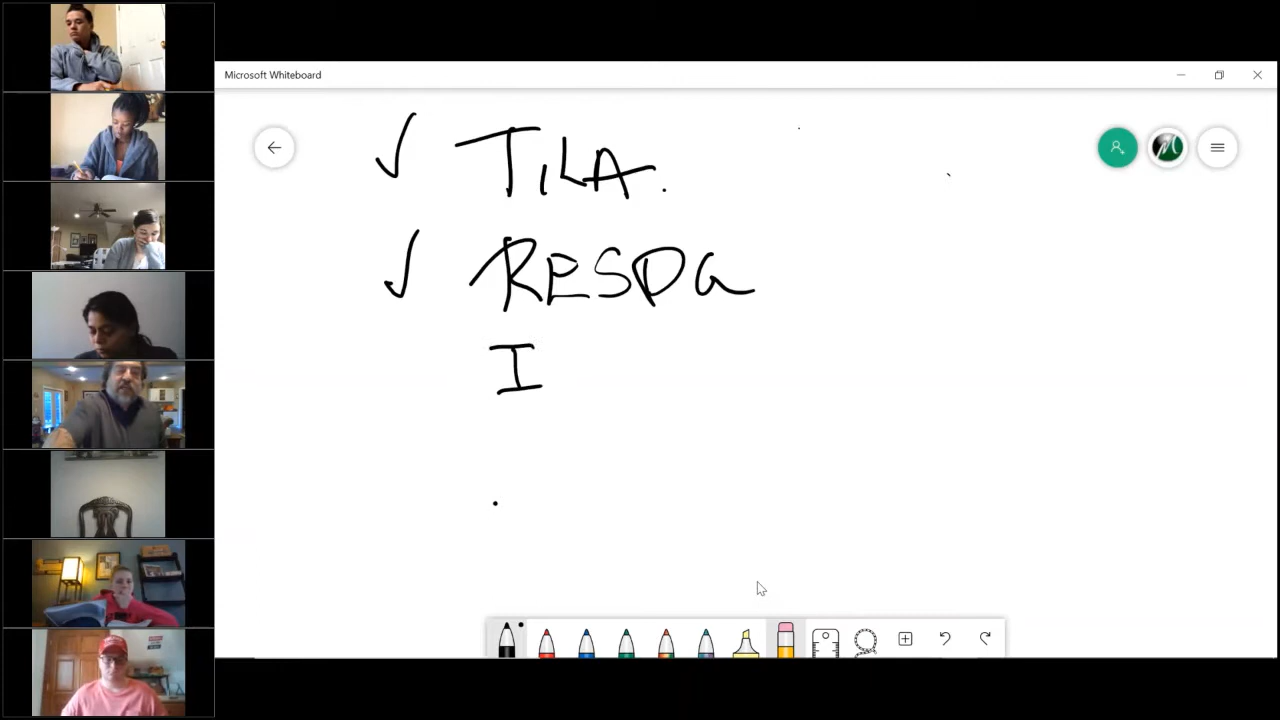 Microsoft Whiteboard
✓ TILA.
✓ RESPA
I